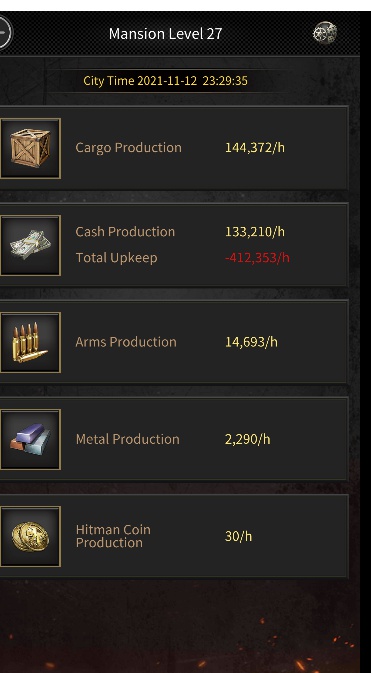 Mansion Level 27
City Time 2021-11-12 23:29:35
Cargo Production 144,372/h
Cash Production 133,210/h
Total Upkeep -412,353/h
Arms Production 14,693/h
Metal Production 2,290/h
Hitman Coin
Production 30/h